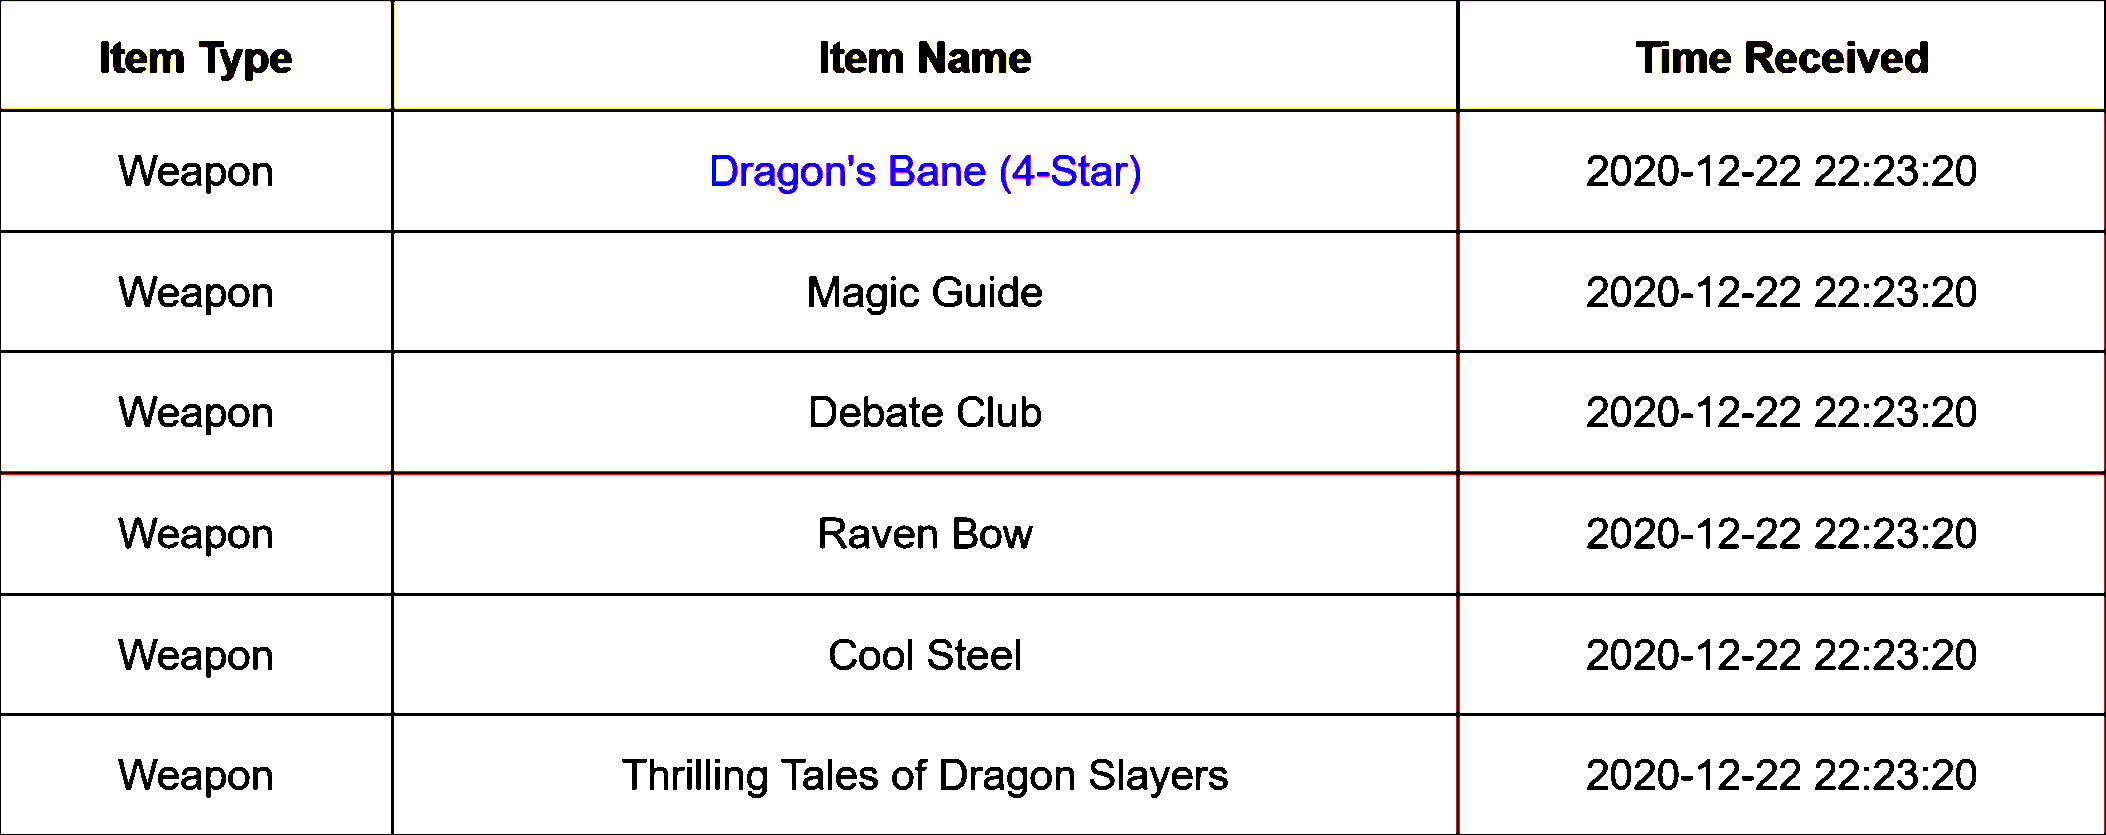 Item Type Item Name Time Received
Weapon Dragon's Bane (4-Star) 2020-12-22 22:23:20
Weapon Magic Guide 2020-12-22 22:23:20
Weapon Debate Club 2020-12-22 22:23:20
Weapon Raven Bow 2020-12-22 22:23:20
Weapon Cool Steel 2020-12-22 22:23:20
Weapon Thrilling Tales of Dragon Slayers 2020-12-22 22:23:20